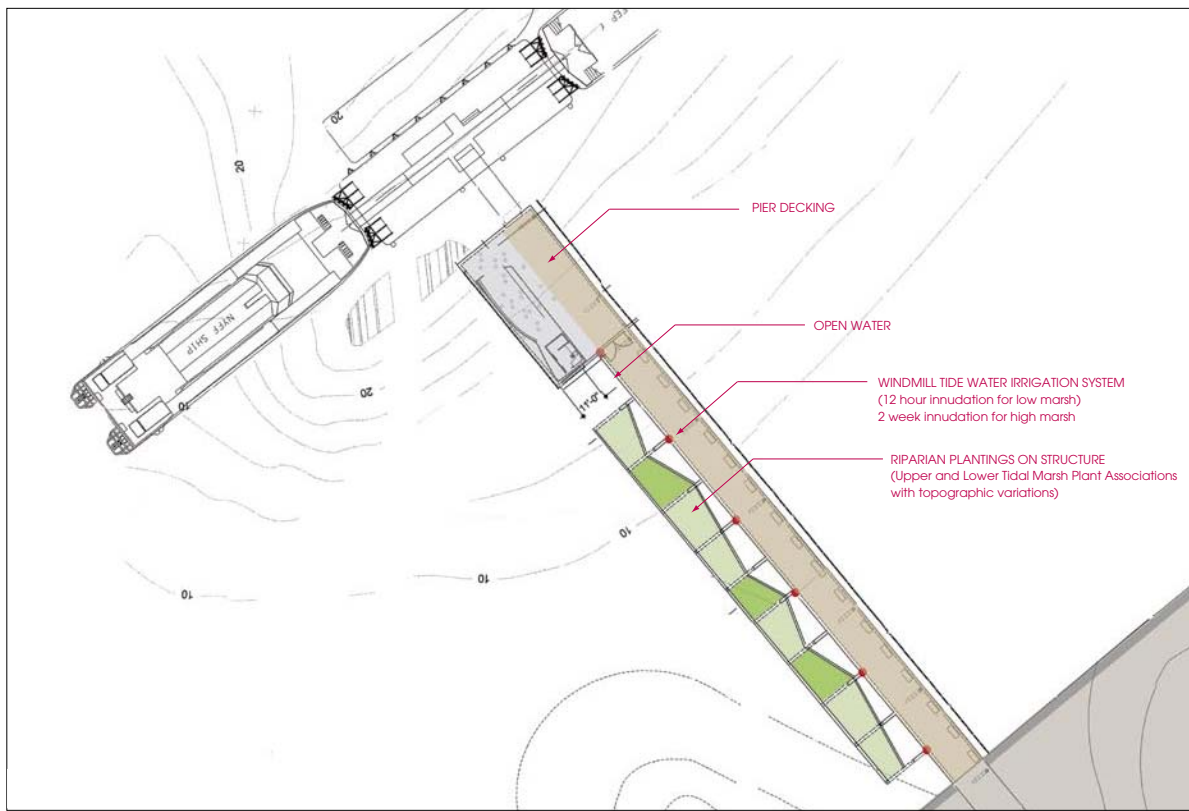 EEP
20
20
PIER DECKING
NYFF SHIP
OPEN WATER
20
10
11'-0"
WINDMILL TIDE WATER IRRIGATION SYSTEM
(12 hour innudation for low marsh)
2 week innudation for high marsh
RIPARIAN PLANTINGS ON STRUCTURE
(Upper and Lower Tidal Marsh Plant Associations
with topographic variations)
10
10
10